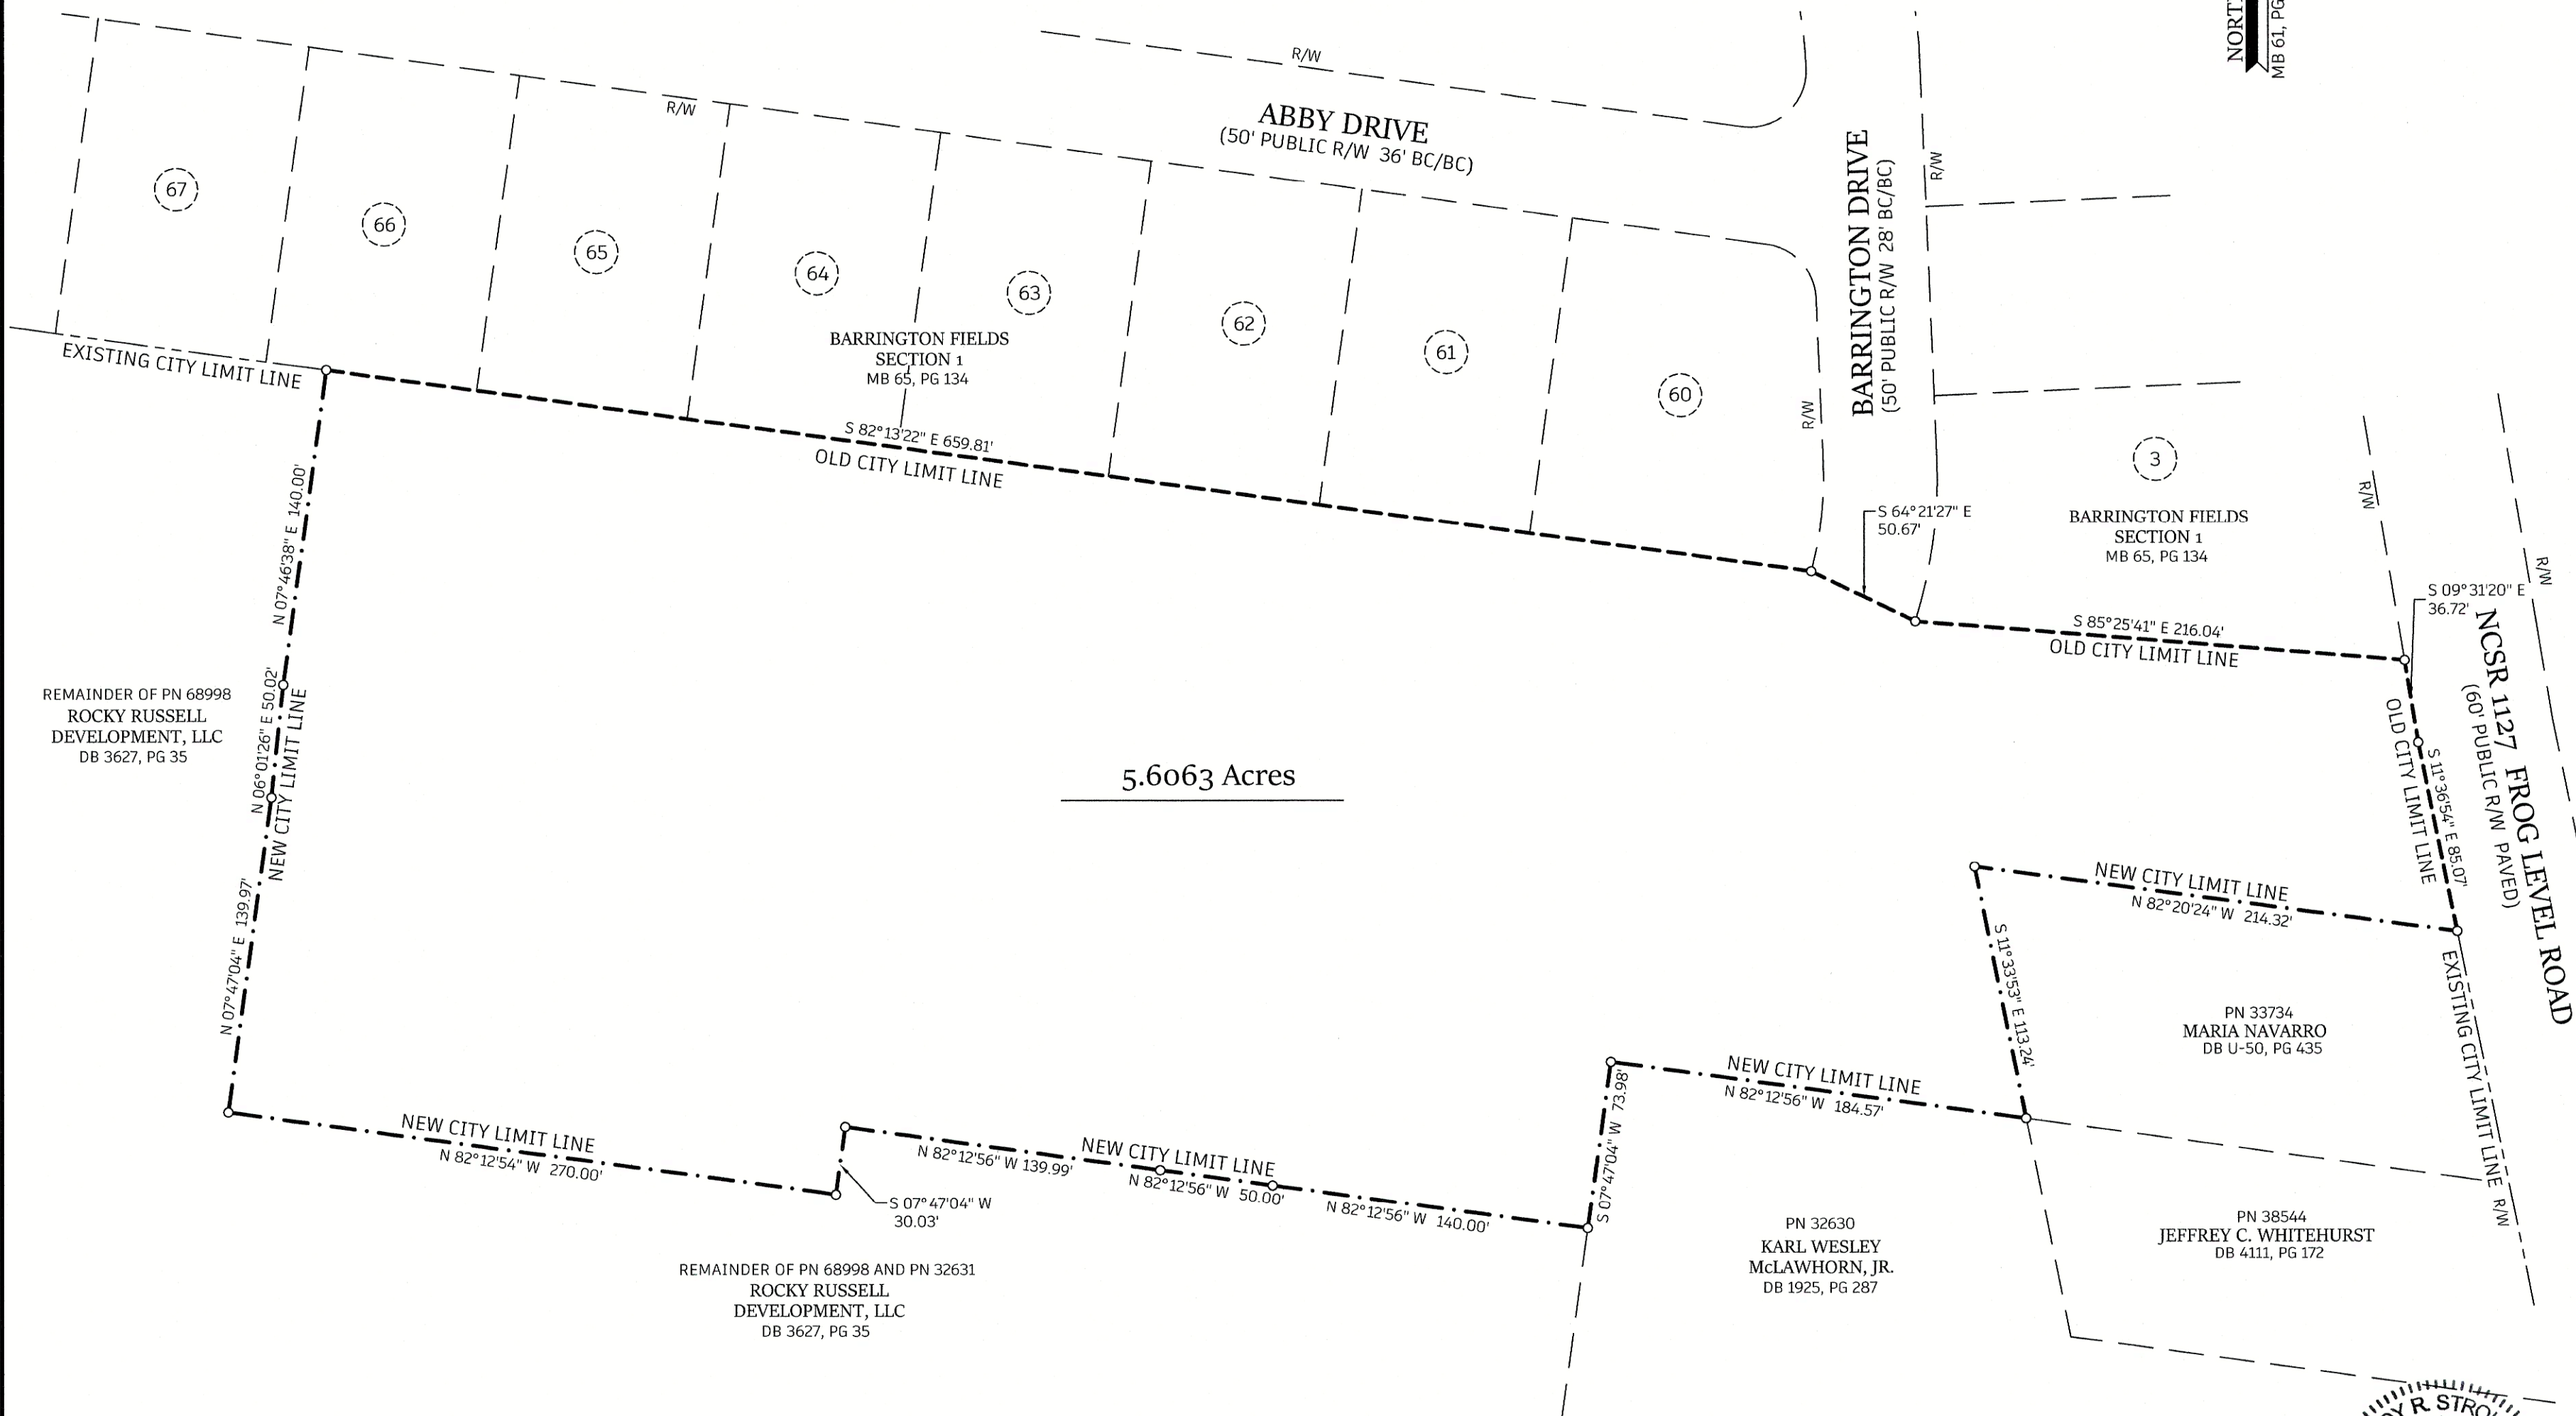 NORT
MB 61, PG
R/W
ABBY DRIVE
(50' PUBLIC R/W 36' BC/BC)
R/W
BARRINGTON DRIVE
(50' PUBLIC R/W 28' BC/BC)
R/W
R/W
67
66
65
64
63
62
61
60
3
BARRINGTON FIELDS
SECTION 1
MB 65, PG 134
EXISTING CITY LIMIT LINE
S 82°13'22" E 659.81'
OLD CITY LIMIT LINE
S 64°21'27" E
50.67'
BARRINGTON FIELDS
SECTION 1
MB 65, PG 134
R/W
R/W
S 09°31'20" E
36.72'
S 85°25'41" E 216.04'
OLD CITY LIMIT LINE
NCSR 1127 FROG LEVEL ROAD
(60' PUBLIC R/W PAVED)
S 11°36'54" E 85.07'
OLD CITY LIMIT LINE
N 07°46'38" E 140.00'
N 06°01'26" E 50.02'
NEW CITY LIMIT LINE
N 07°47'04" E 139.97'
REMAINDER OF PN 68998
ROCKY RUSSELL
DEVELOPMENT, LLC
DB 3627, PG 35
5.6063 Acres
NEW CITY LIMIT LINE
N 82°20'24" W 214.32'
S 11°33'53" E 113.24'
EXISTING CITY LIMIT LINE
R/W
PN 33734
MARIA NAVARRO
DB U-50, PG 435
NEW CITY LIMIT LINE
N 82°12'56" W 184.57'
S 07°47'04" W 73.98'
NEW CITY LIMIT LINE
N 82°12'54" W 270.00'
S 07°47'04" W
30.03'
NEW CITY LIMIT LINE
N 82°12'56" W 139.99'
N 82°12'56" W 50.00'
N 82°12'56" W 140.00'
REMAINDER OF PN 68998 AND PN 32631
ROCKY RUSSELL
DEVELOPMENT, LLC
DB 3627, PG 35
PN 32630
KARL WESLEY
McLAWHORN, JR.
DB 1925, PG 287
PN 38544
JEFFREY C. WHITEHURST
DB 4111, PG 172
R. STRO